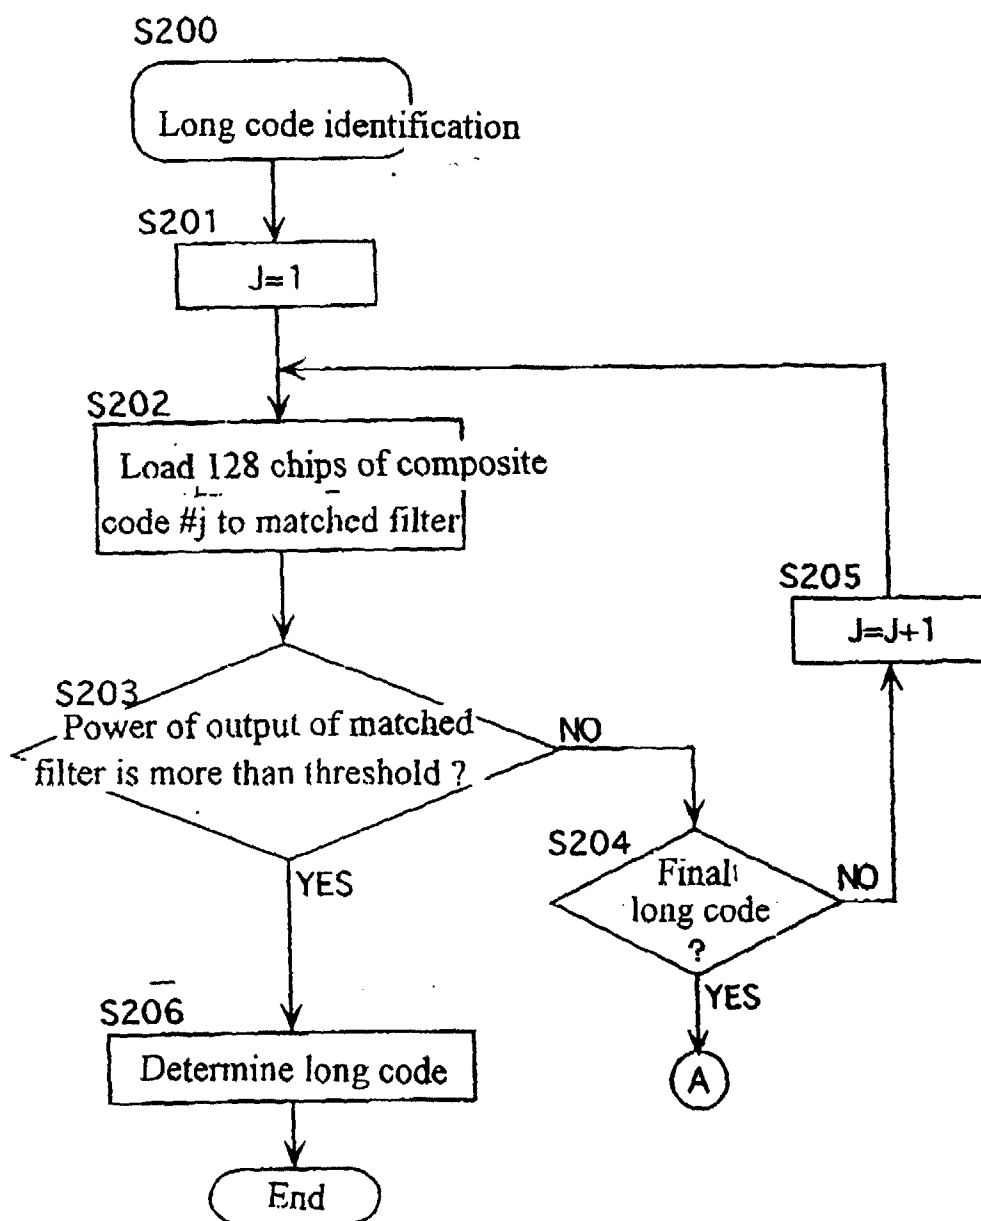 S200
Long code identification
S201
J=1
S202
Load 128 chips of composite
code #j to matched filter
S203
Power of output of matched
filter is more than threshold ?
NO
YES
S204
Final
long code
?
NO
YES
S205
J=J+1
A
S206
Determine long code
End